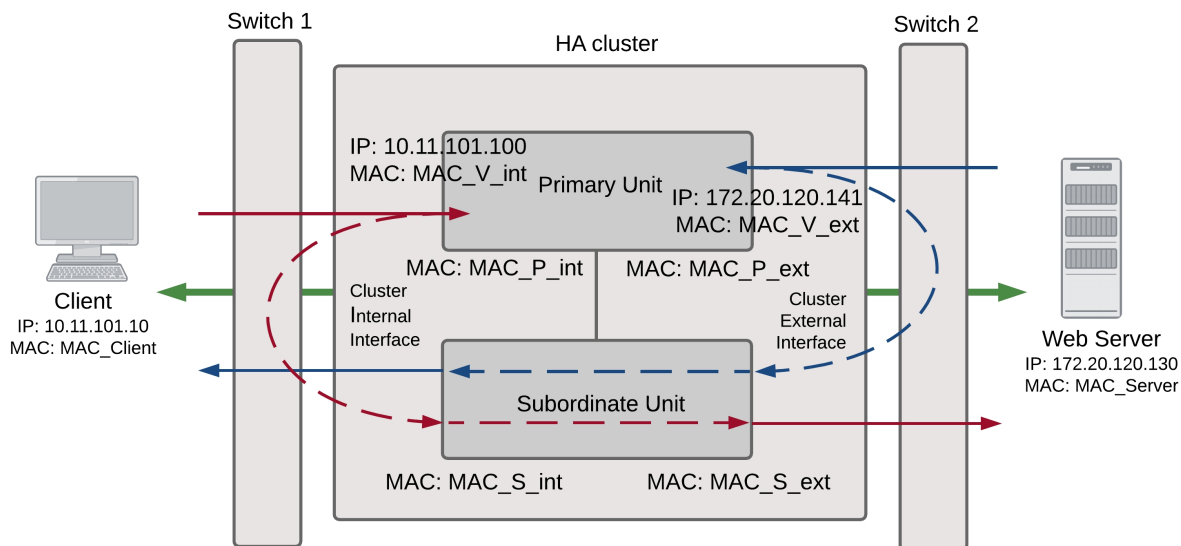 Switch 1
HA cluster
Switch 2
IP: 10.11.101.100
MAC: MAC_V_int
Primary Unit
IP: 172.20.120.141
MAC: MAC_V_ext
MAC: MAC_P_int
MAC: MAC_P_ext
Client
IP: 10.11.101.10
MAC: MAC_Client
Cluster
Internal
Interface
Cluster
External
Interface
Web Server
IP: 172.20.120.130
MAC: MAC_Server
Subordinate Unit
MAC: MAC_S_int
MAC: MAC_S_ext